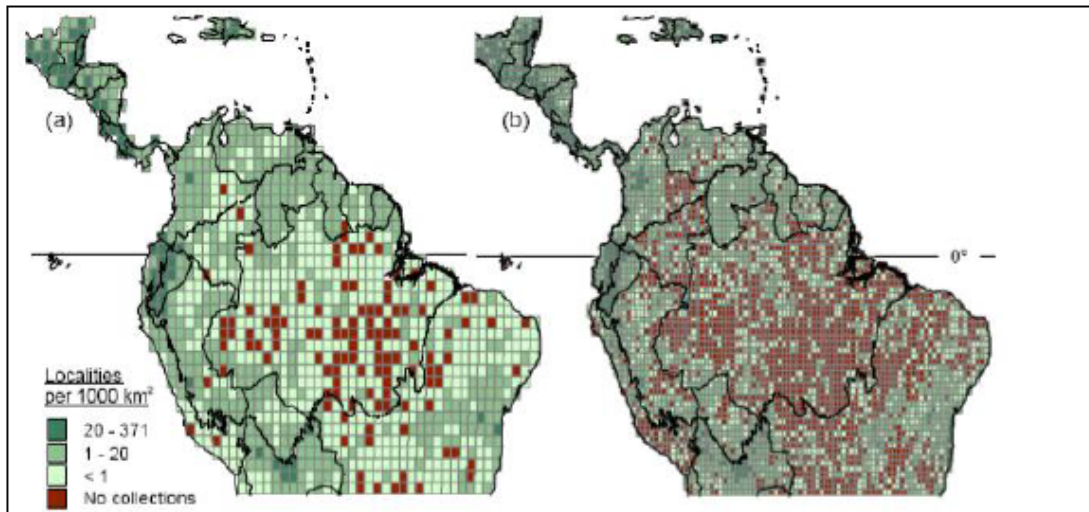 (a)
(b)
0°
Localities
per 1000 km²
20 - 371
1 - 20
< 1
No collections